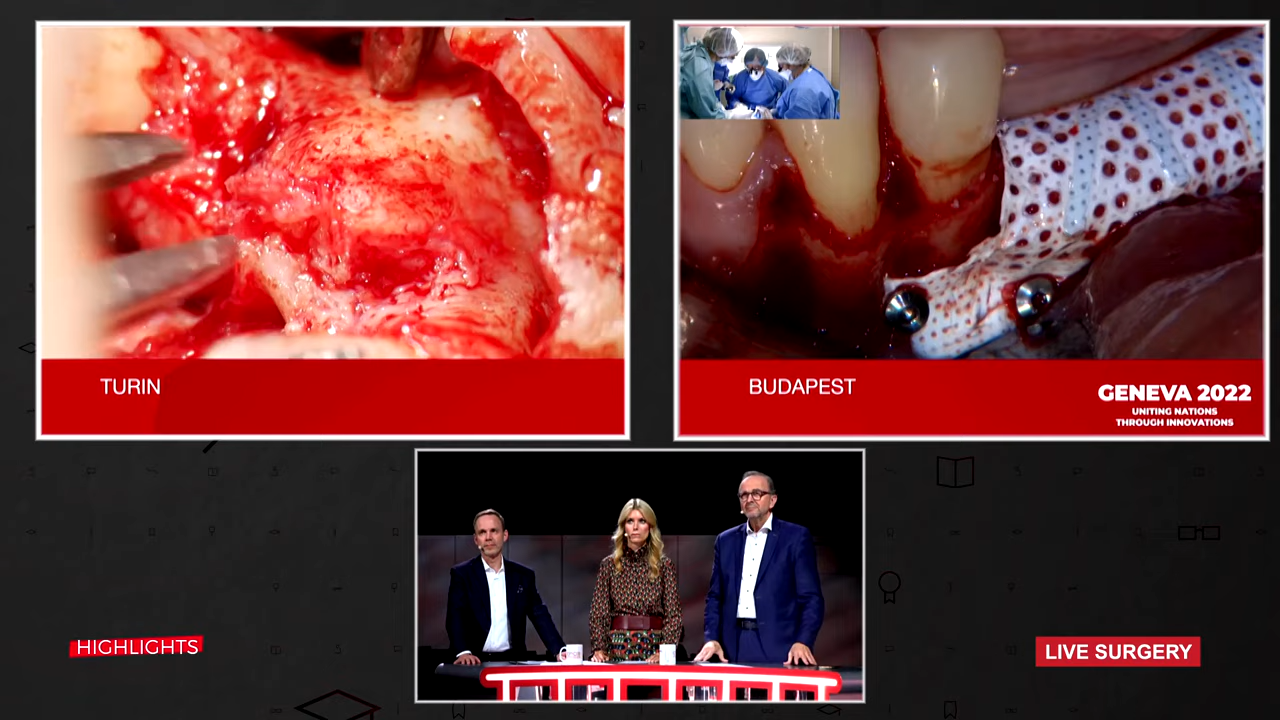 TURIN
BUDAPEST
GENEVA 2022
UNITING NATIONS
THROUGH INNOVATIONS
HIGHLIGHTS
LIVE SURGERY